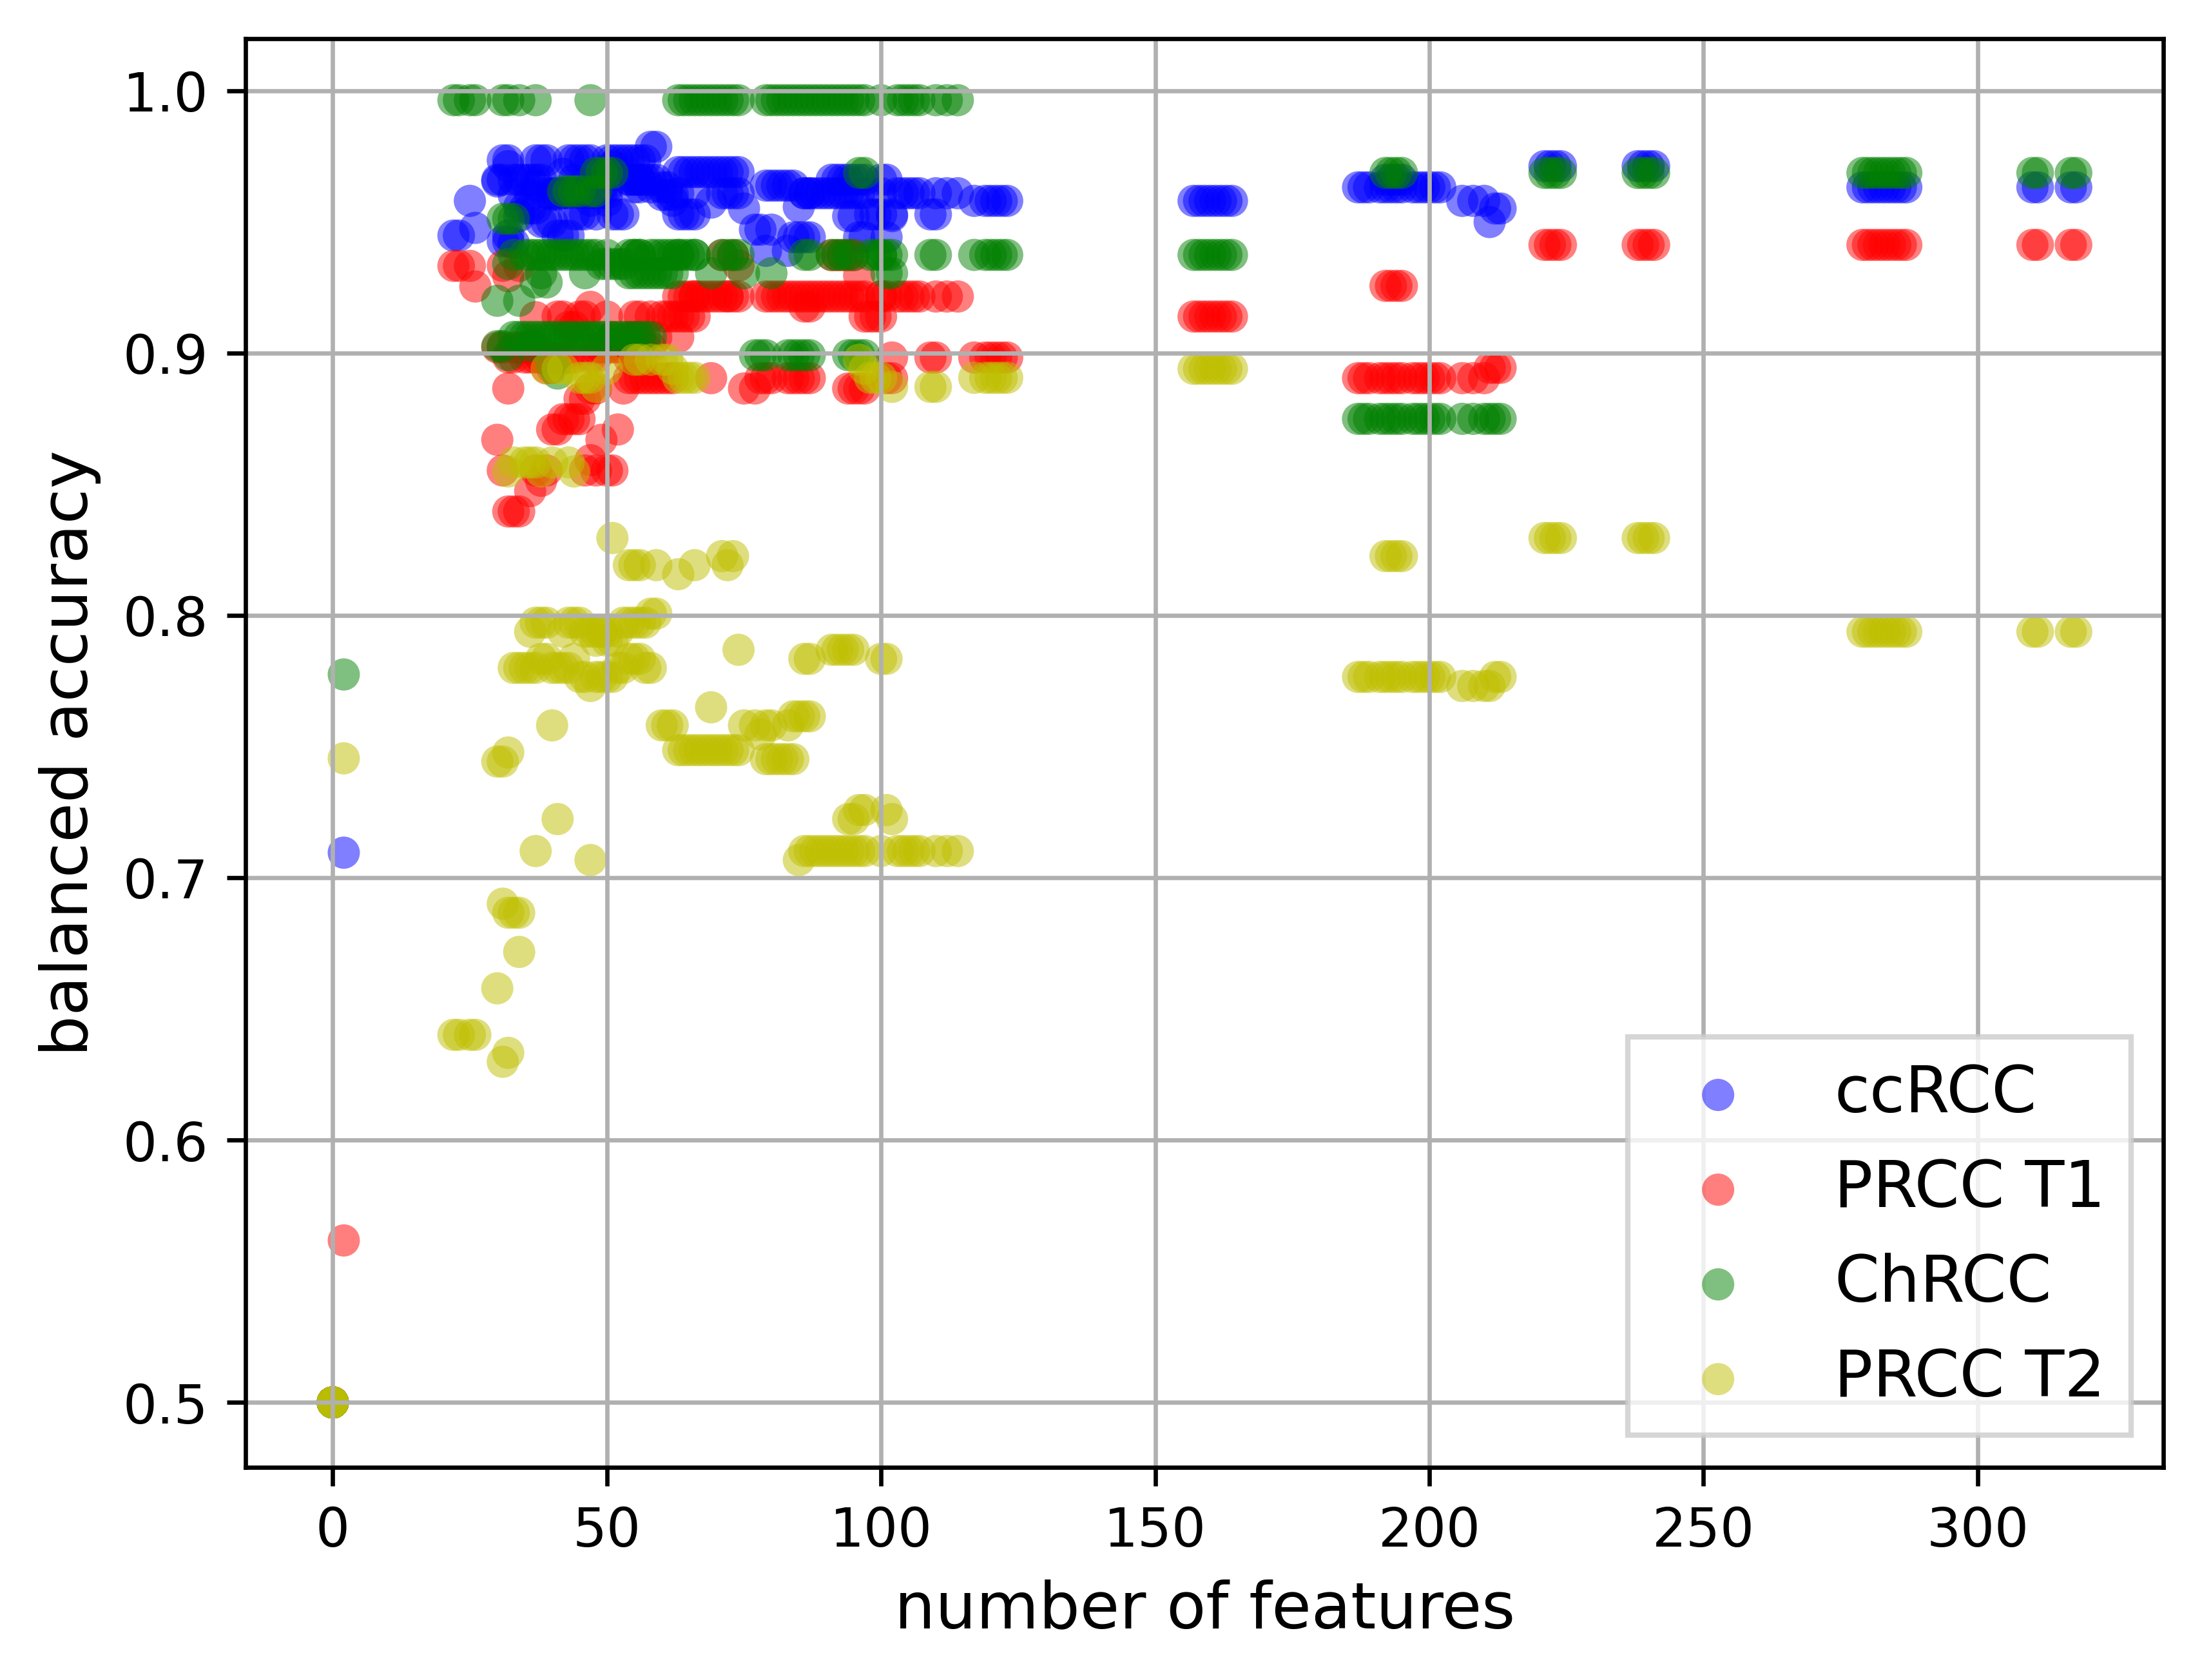 balanced accuracy
1.0
0.9
0.8
0.7
0.6
0.5
ccRCC
PRCC T1
ChRCC
PRCC T2
0 50 100 150 200 250 300
number of features